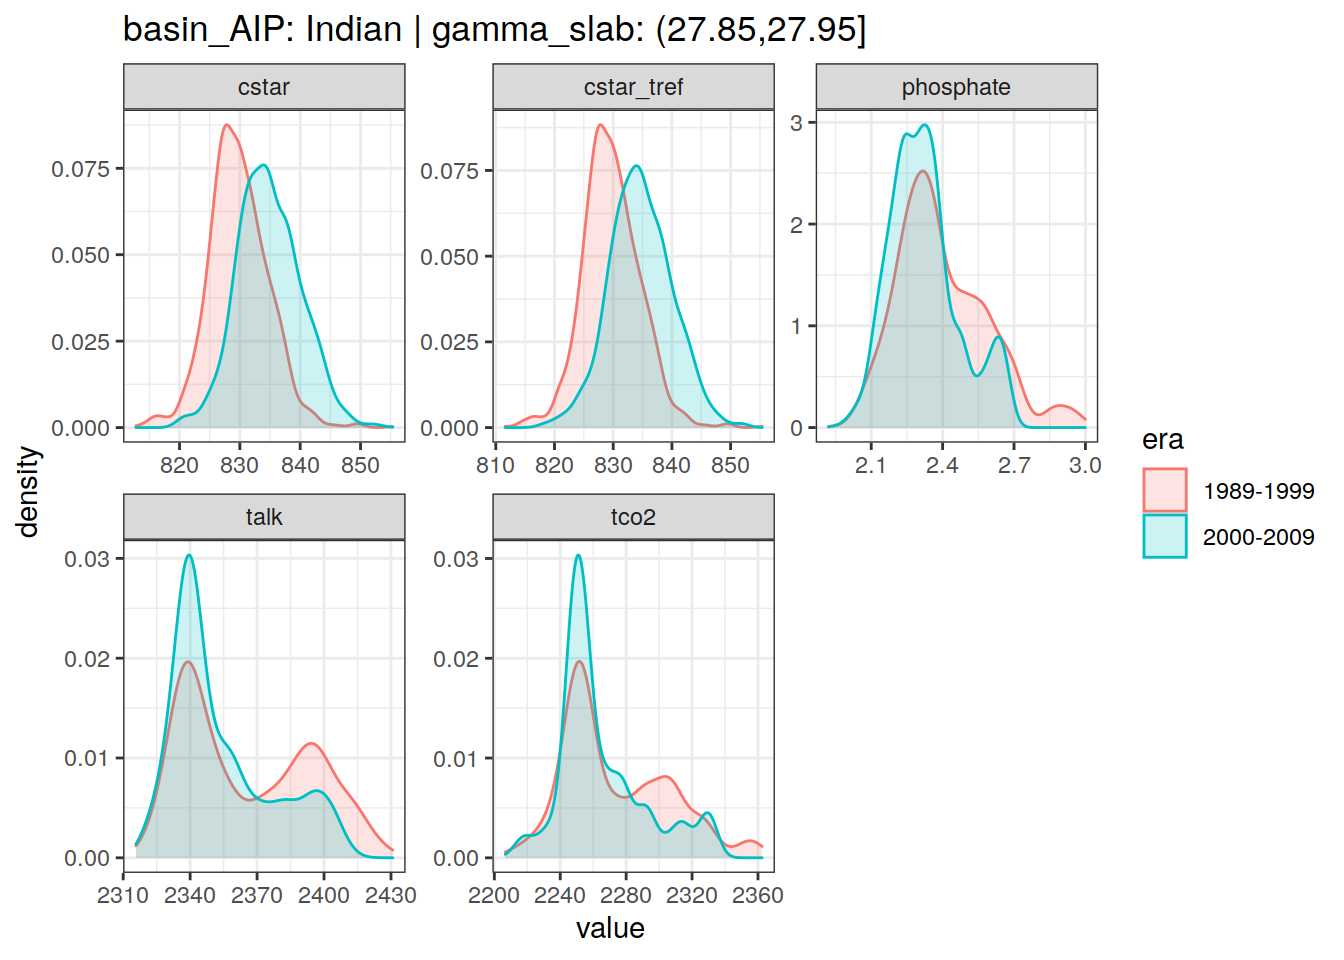 basin_AIP: Indian | gamma_slab: (27.85,27.95]
cstar
cstar_tref
phosphate
0.075
0.050
0.025
0.000
820 830 840 850
0.075
0.050
0.025
0.000
810 820 830 840 850
3
2
1
0
2.1 2.4 2.7 3.0
density
talk
tco2
0.03
0.02
0.01
0.00
2310 2340 2370 2400 2430
0.03
0.02
0.01
0.00
2200 2240 2280 2320 2360
value
era
1989-1999
2000-2009